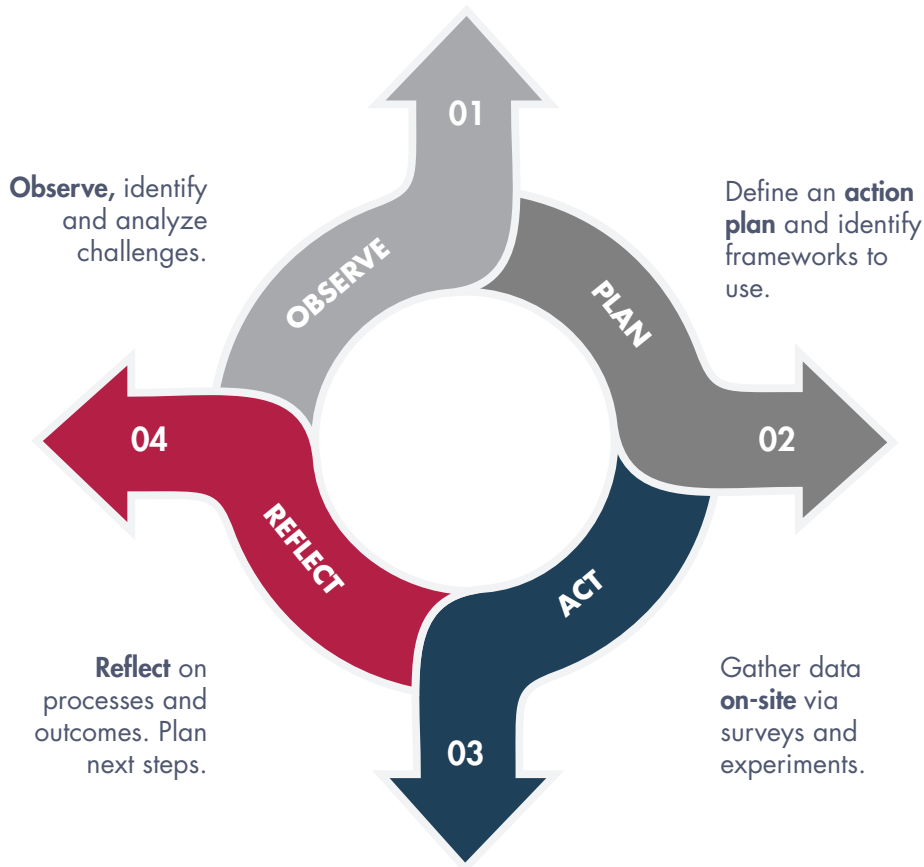 01
OBSERVE
Observe, identify
and analyze
challenges.
PLAN
02
Define an action
plan and identify
frameworks to
use.
ACT
03
Gather data
on-site via
surveys and
experiments.
04
REFLECT
Reflect on
processes and
outcomes. Plan
next steps.